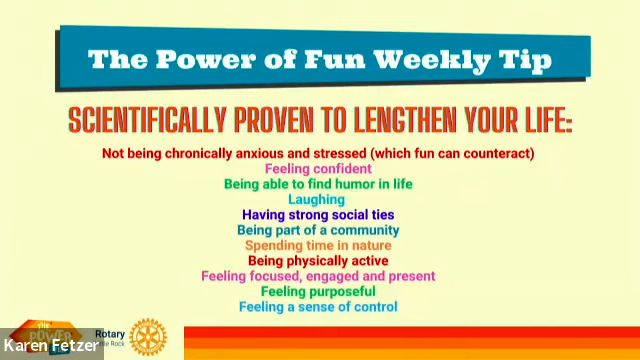 The Power of Fun Weekly Tip
SCIENTIFICALLY PROVEN TO LENGTHEN YOUR LIFE:
Not being chronically anxious and stressed (which fun can counteract)
Feeling confident
Being able to find humor in life
Laughing
Having strong social ties
Being part of a community
Spending time in nature
Being physically active
Feeling focused, engaged and present
Feeling purposeful
Feeling a sense of control
THE
POWER
Rotary
Rock
Karen Fetzer